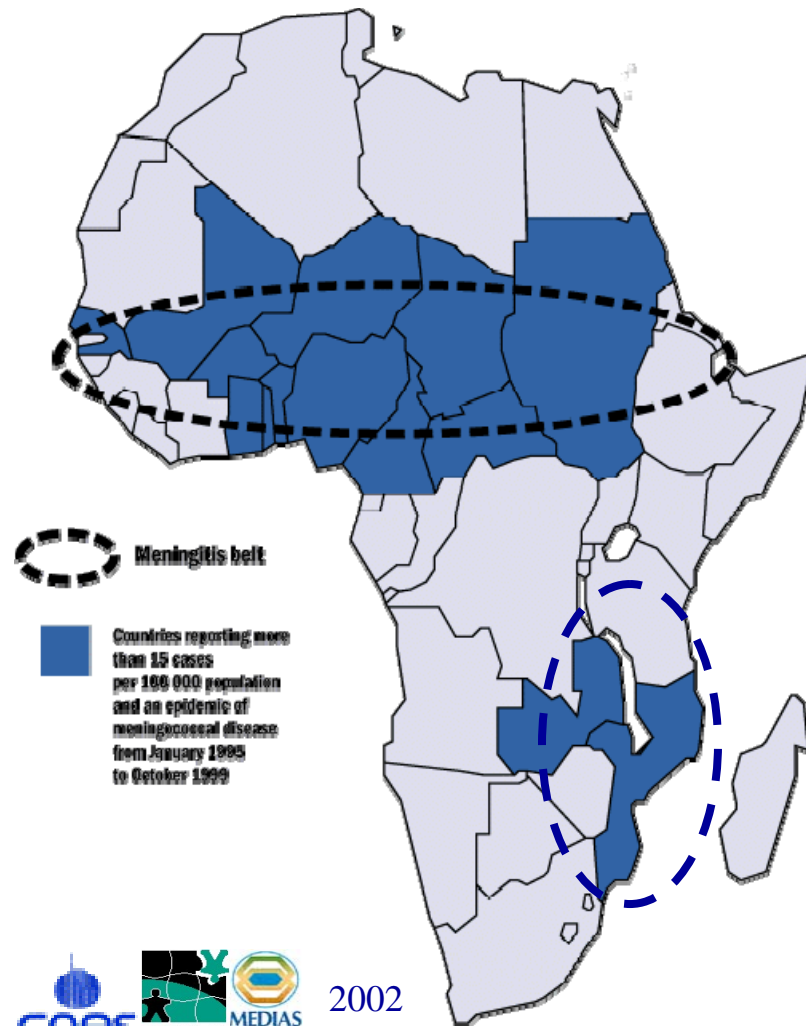 Meningitis belt
Countries reporting more
than 15 cases
per 100 000 population
and an epidemic of
meningococcal disease
from January 1995
to October 1999
MEDIAS
2002